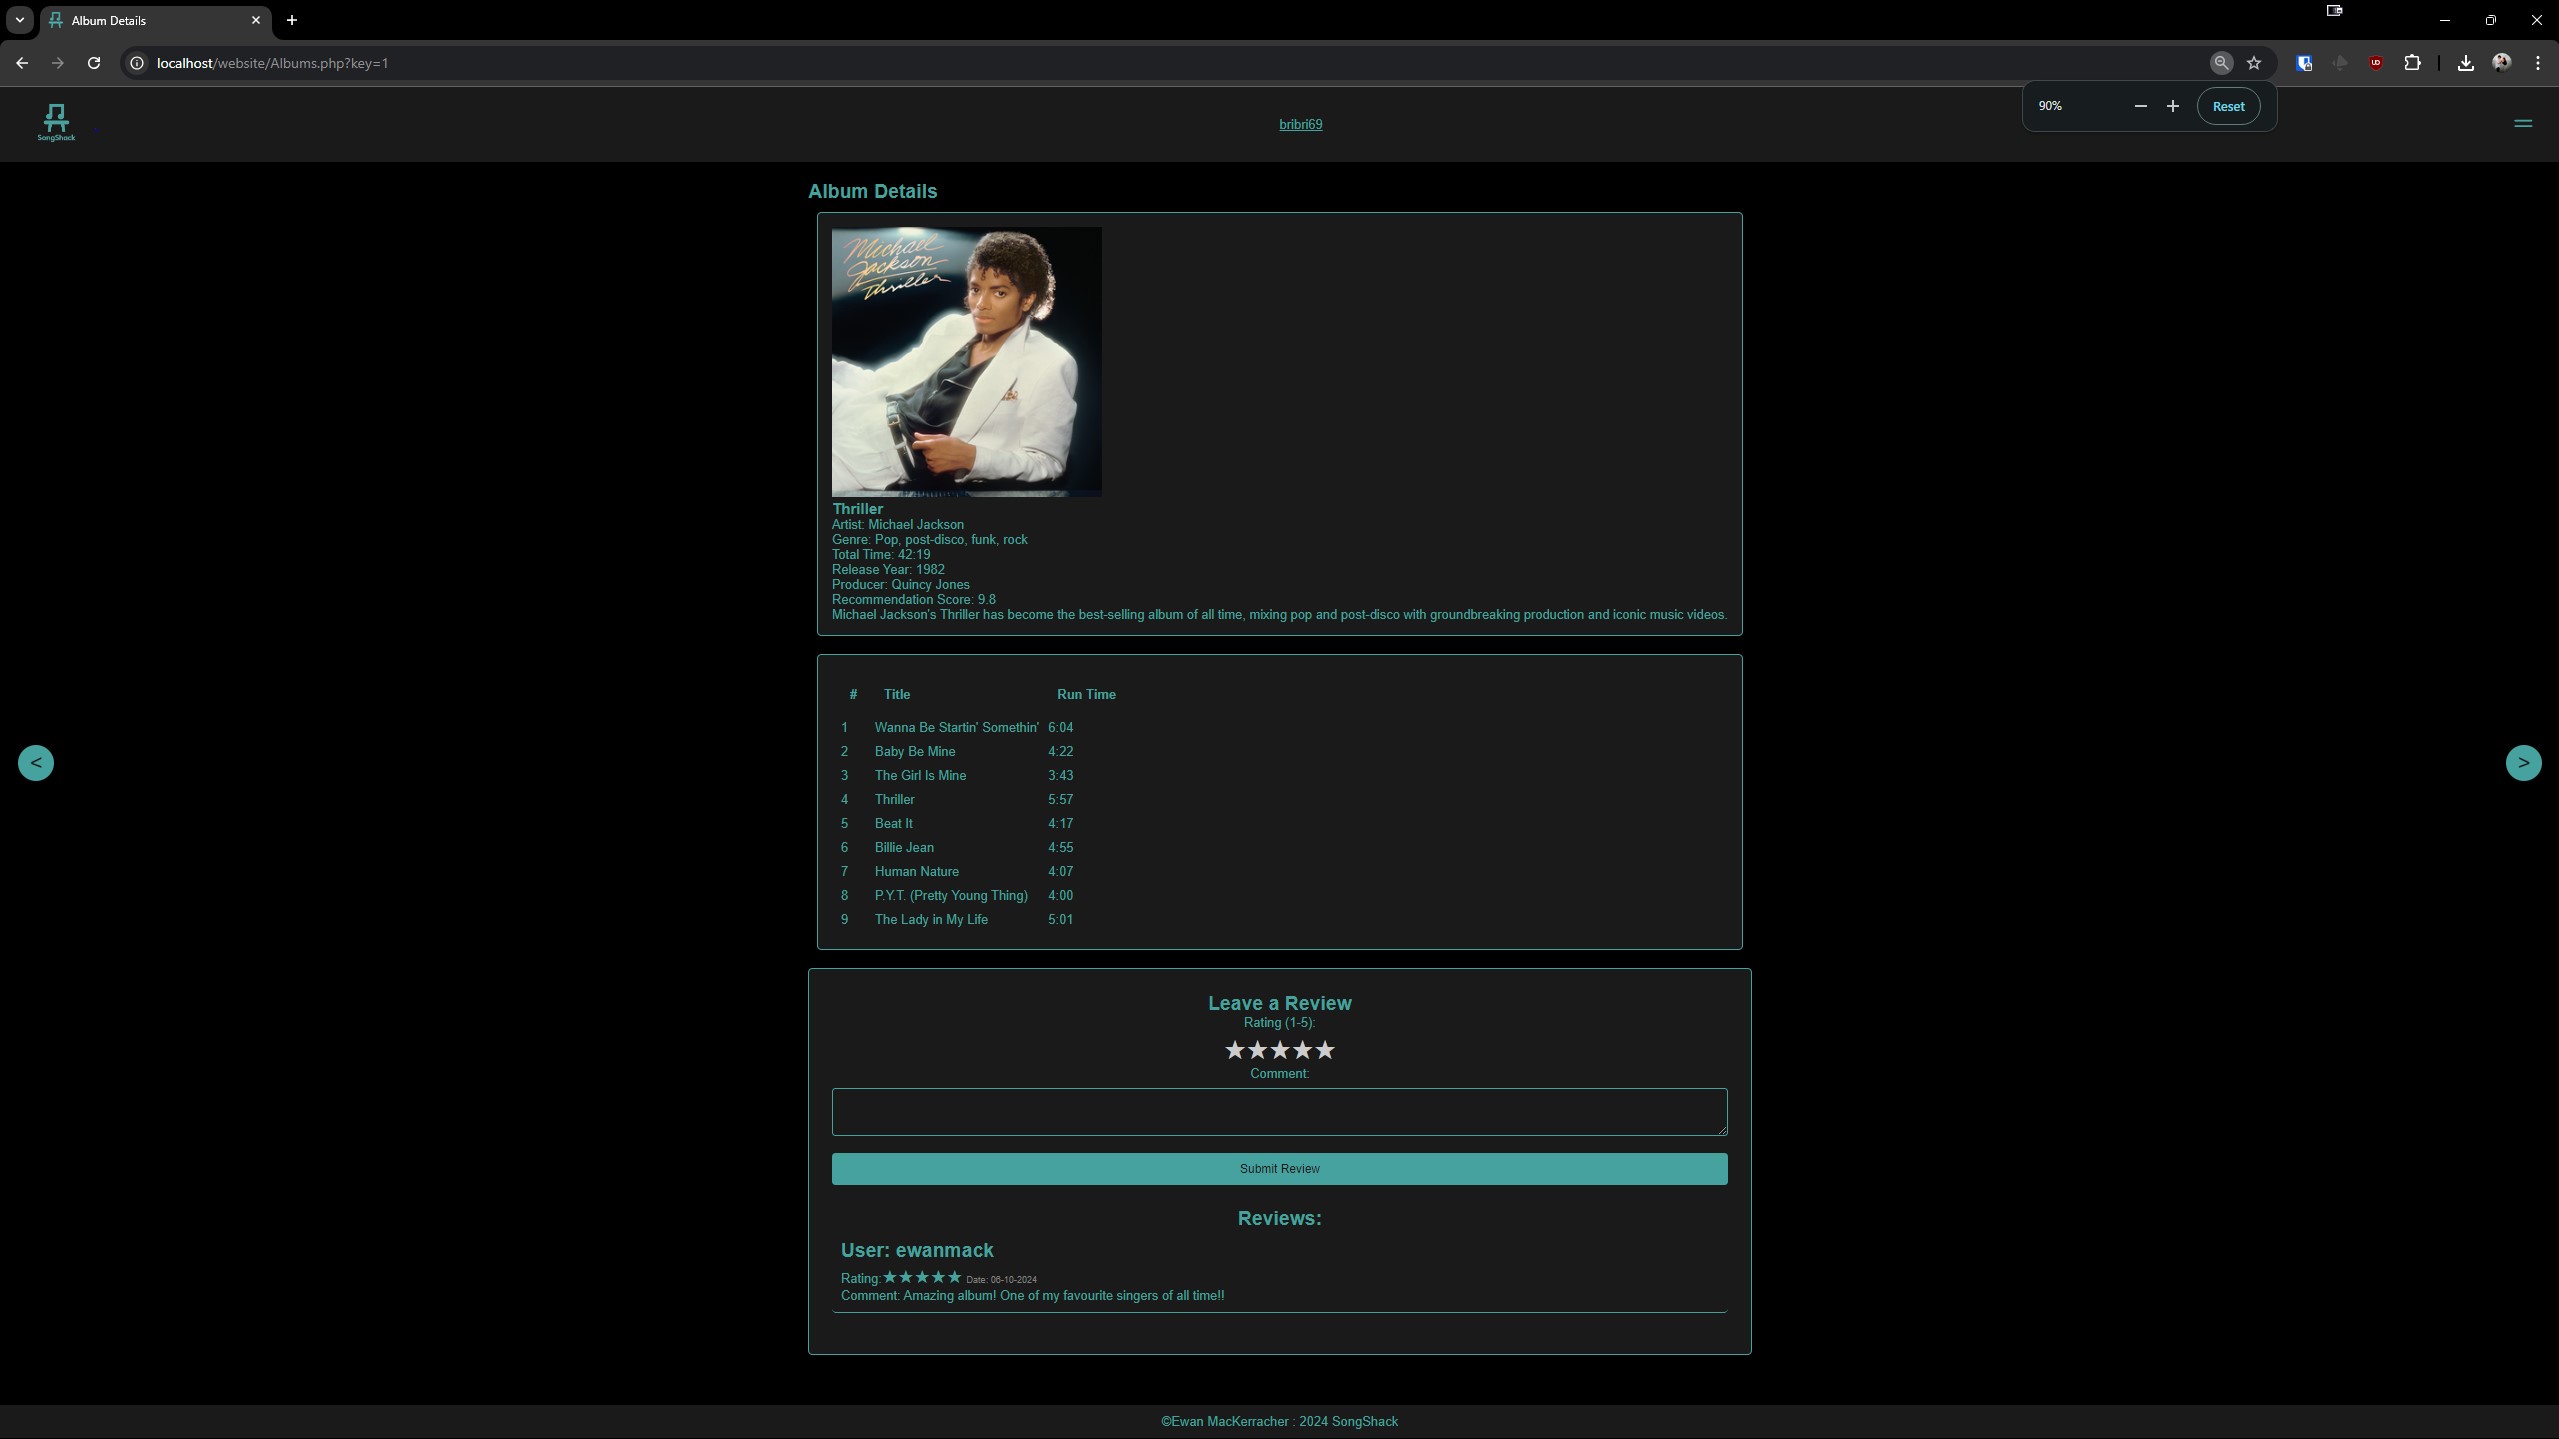 Album Details
localhost/website/Albums.php?key=1
90%
Reset
SongShack
bribri69
Album Details
Michael
Jackson
Thriller
Thriller
Artist: Michael Jackson
Genre: Pop, post-disco, funk, rock
Total Time: 42:19
Release Year: 1982
Producer: Quincy Jones
Recommendation Score: 9.8
Michael Jackson's Thriller has become the best-selling album of all time, mixing pop and post-disco with groundbreaking production and iconic music videos.
# Title Run Time
1 Wanna Be Startin' Somethin' 6:04
2 Baby Be Mine 4:22
3 The Girl Is Mine 3:43
4 Thriller 5:57
5 Beat It 4:17
6 Billie Jean 4:55
7 Human Nature 4:07
8 P.Y.T. (Pretty Young Thing) 4:00
9 The Lady in My Life 5:01
< >
Leave a Review
Rating (1-5):
★★★★★
Comment:
Submit Review
Reviews:
User: ewanmack
Rating:★★★★★ Date: 06-10-2024
Comment: Amazing album! One of my favourite singers of all time!!
©Ewan MacKerracher : 2024 SongShack